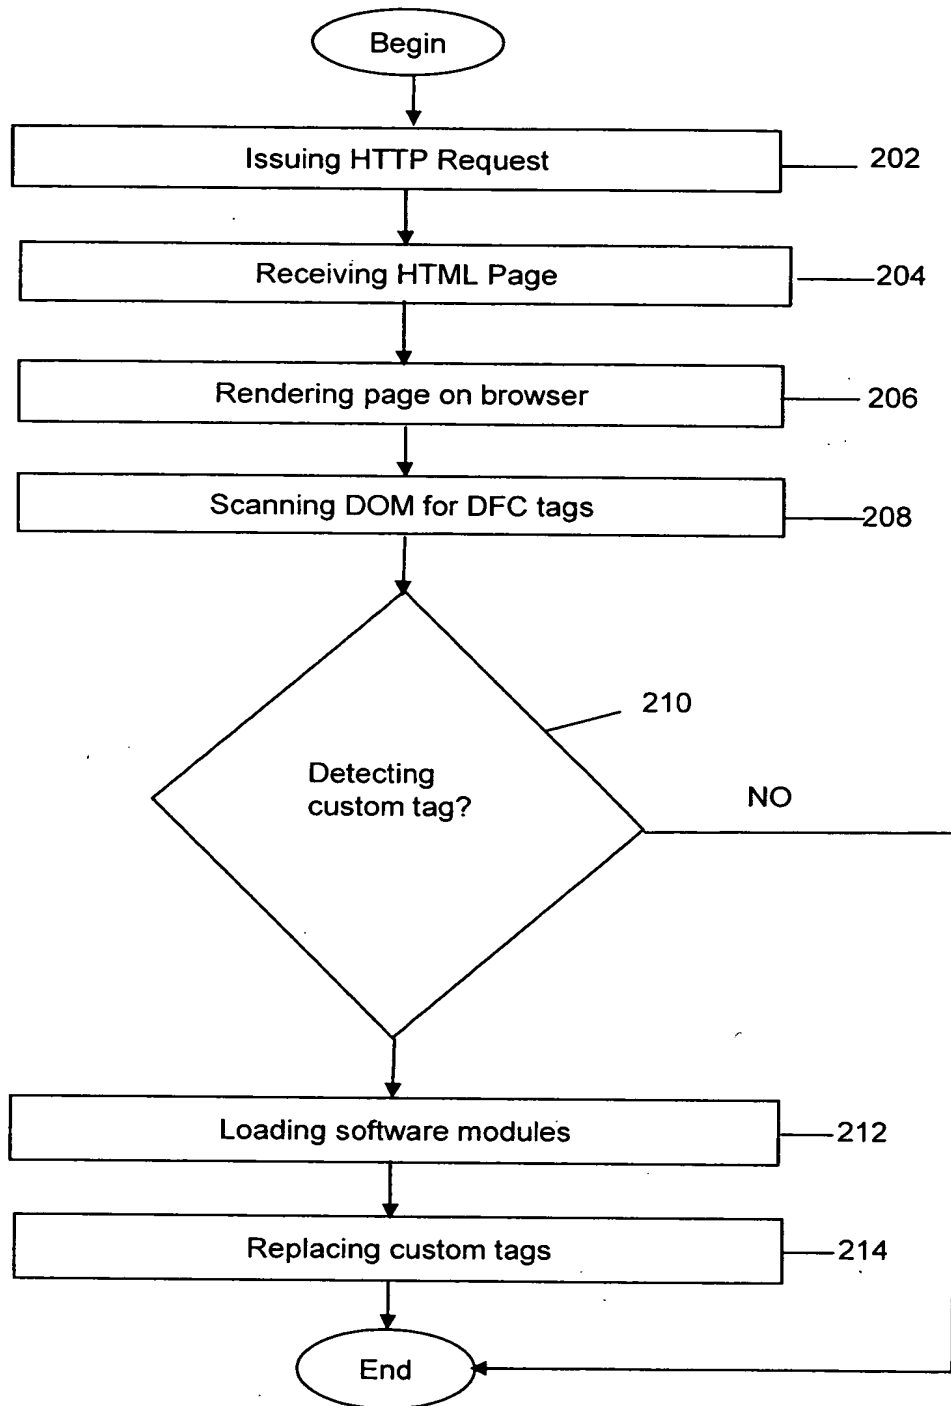 Begin
Issuing HTTP Request
202
Receiving HTML Page
204
Rendering page on browser
206
Scanning DOM for DFC tags
208
210
Detecting
custom tag?
NO
Loading software modules
212
Replacing custom tags
214
End